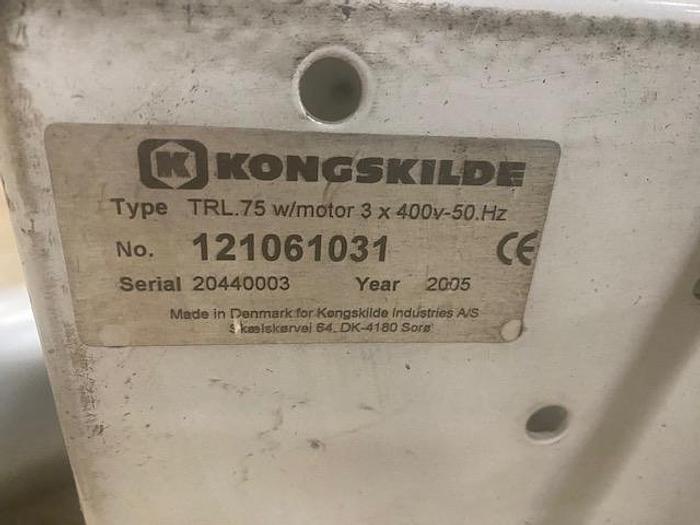 K KONGSKILDE
Type TRL.75 w/motor 3 x 400v-50.Hz
No. 121061031 CE
Serial 20440003 Year 2005
Made in Denmark for Kongskilde Industries A/S
Skælskørvej 64, DK-4180 Sorø